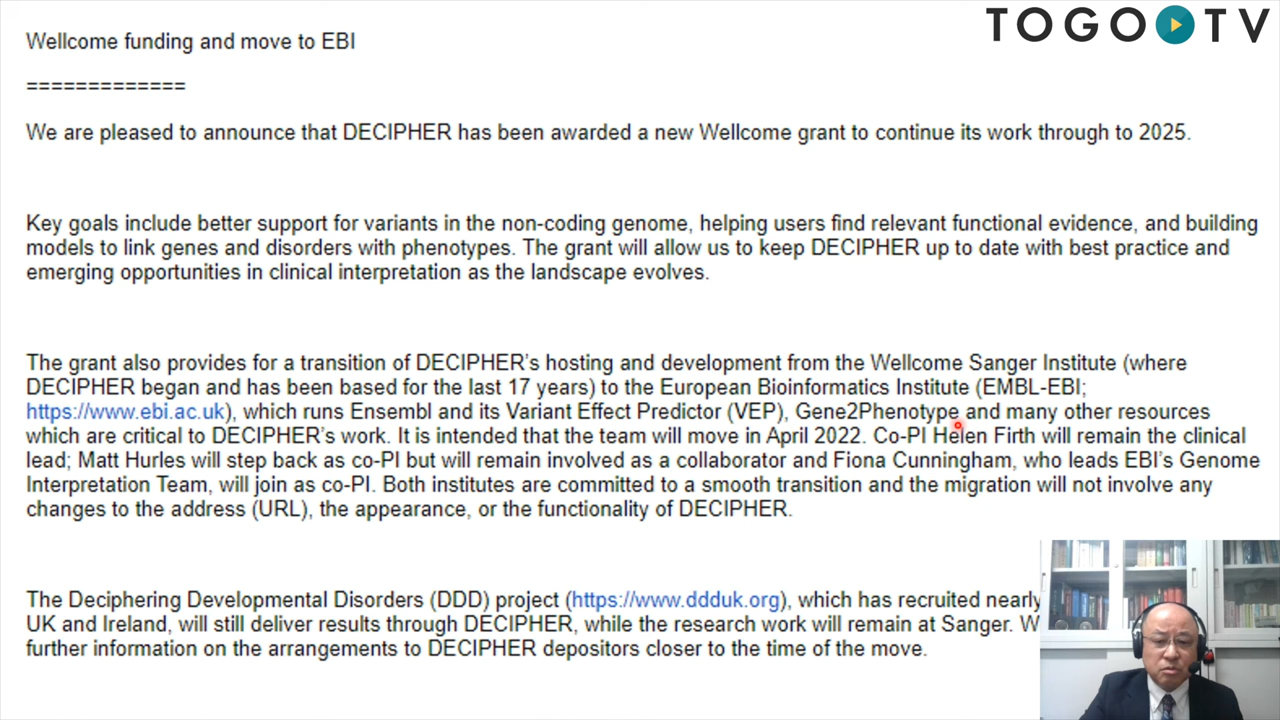 TOGO TV
Wellcome funding and move to EBI
=============
We are pleased to announce that DECIPHER has been awarded a new Wellcome grant to continue its work through to 2025.
Key goals include better support for variants in the non-coding genome, helping users find relevant functional evidence, and building
models to link genes and disorders with phenotypes. The grant will allow us to keep DECIPHER up to date with best practice and
emerging opportunities in clinical interpretation as the landscape evolves.
The grant also provides for a transition of DECIPHER's hosting and development from the Wellcome Sanger Institute (where
DECIPHER began and has been based for the last 17 years) to the European Bioinformatics Institute (EMBL-EBI;
https://www.ebi.ac.uk), which runs Ensembl and its Variant Effect Predictor (VEP), Gene2Phenotype and many other resources
which are critical to DECIPHER's work. It is intended that the team will move in April 2022. Co-PI Helen Firth will remain the clinical
lead; Matt Hurles will step back as co-PI but will remain involved as a collaborator and Fiona Cunningham, who leads EBI's Genome
Interpretation Team, will join as co-PI. Both institutes are committed to a smooth transition and the migration will not involve any
changes to the address (URL), the appearance, or the functionality of DECIPHER.
The Deciphering Developmental Disorders (DDD) project (https://www.ddduk.org), which has recruited nearly
UK and Ireland, will still deliver results through DECIPHER, while the research work will remain at Sanger. W
further information on the arrangements to DECIPHER depositors closer to the time of the move.